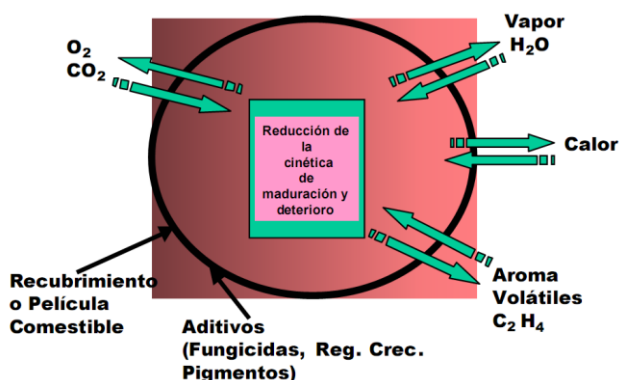 O₂
CO₂
Vapor
H₂O
Reducción de
la
cinética
de
maduración y
deterioro
Calor
Recubrimiento
o Película
Comestible
Aditivos
(Fungicidas, Reg. Crec.
Pigmentos)
Aroma
Volátiles
C₂ H₄